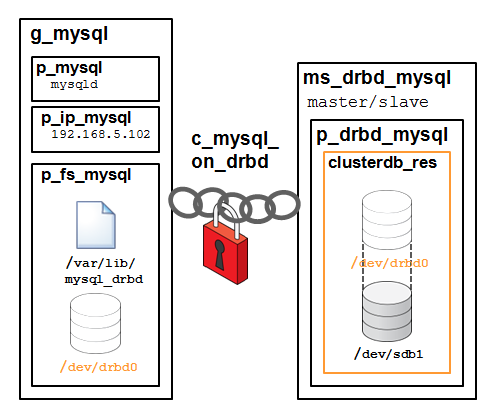 g_mysql
p_mysql
mysqld
p_ip_mysql
192.168.5.102
p_fs_mysql
/var/lib/
mysql_drbd
/dev/drbd0
c_mysql_
on_drbd
ms_drbd_mysql
master/slave
p_drbd_mysql
clusterdb_res
/dev/drbd0
/dev/sdb1